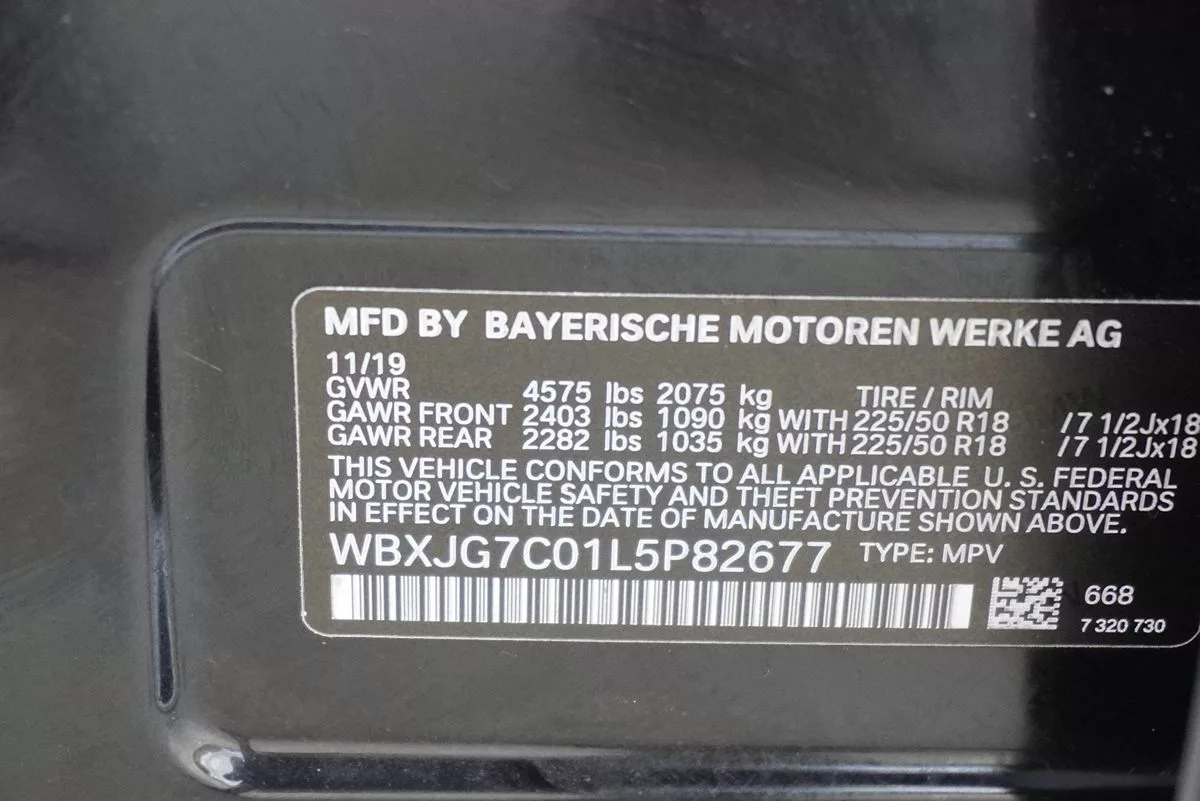 MFD BY BAYERISCHE MOTOREN WERKE AG
11/19
GVWR 4575 lbs 2075 kg TIRE / RIM
GAWR FRONT 2403 lbs 1090 kg WITH 225/50 R18 /7 1/2Jx18
GAWR REAR 2282 lbs 1035 kg WITH 225/50 R18 /7 1/2Jx18
THIS VEHICLE CONFORMS TO ALL APPLICABLE U. S. FEDERAL
MOTOR VEHICLE SAFETY AND THEFT PREVENTION STANDARDS
IN EFFECT ON THE DATE OF MANUFACTURE SHOWN ABOVE.
WBXJG7C01L5P82677 TYPE: MPV
668
7 320 730